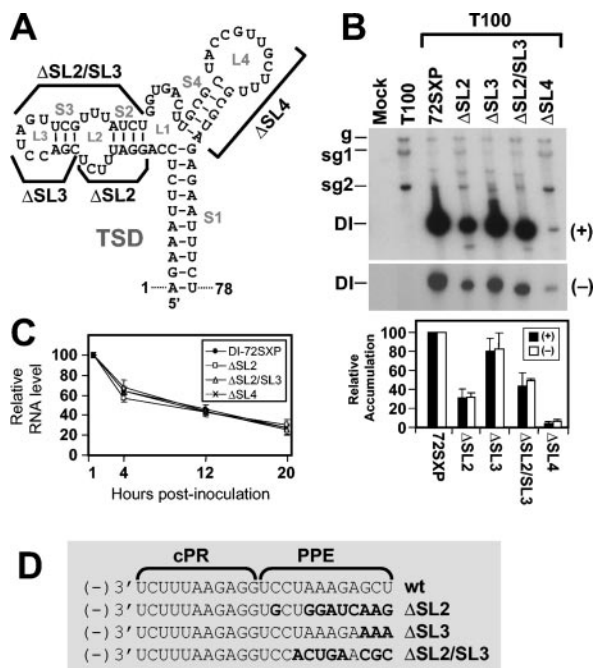 A
ΔSL2/SL3
S3
S2
S4
L4
L3
L2
L1
ΔSL3
ΔSL2
ΔSL4
TSD
S1
1
78
5'
B
T100
Mock
T100
72SXP
ΔSL2
ΔSL3
ΔSL2/SL3
ΔSL4
g
sg1
sg2
DI
(+)
DI
(–)
Relative Accumulation
100
80
60
40
20
0
(+)
(–)
72SXP
ΔSL2
ΔSL3
ΔSL2/SL3
ΔSL4
C
Relative RNA level
100
80
60
40
20
DI-72SXP
ΔSL2
ΔSL2/SL3
ΔSL4
1 4 12 20
Hours post-inoculation
D
cPR PPE
(–) 3' UCUUUAAGAGGUCCUAAAGAGCU wt
(–) 3' UCUUUAAGAGGUGCUGGAUCAAG ΔSL2
(–) 3' UCUUUAAGAGGUCCUAAAGAAAA ΔSL3
(–) 3' UCUUUAAGAGGUCCACUGAACGC ΔSL2/SL3